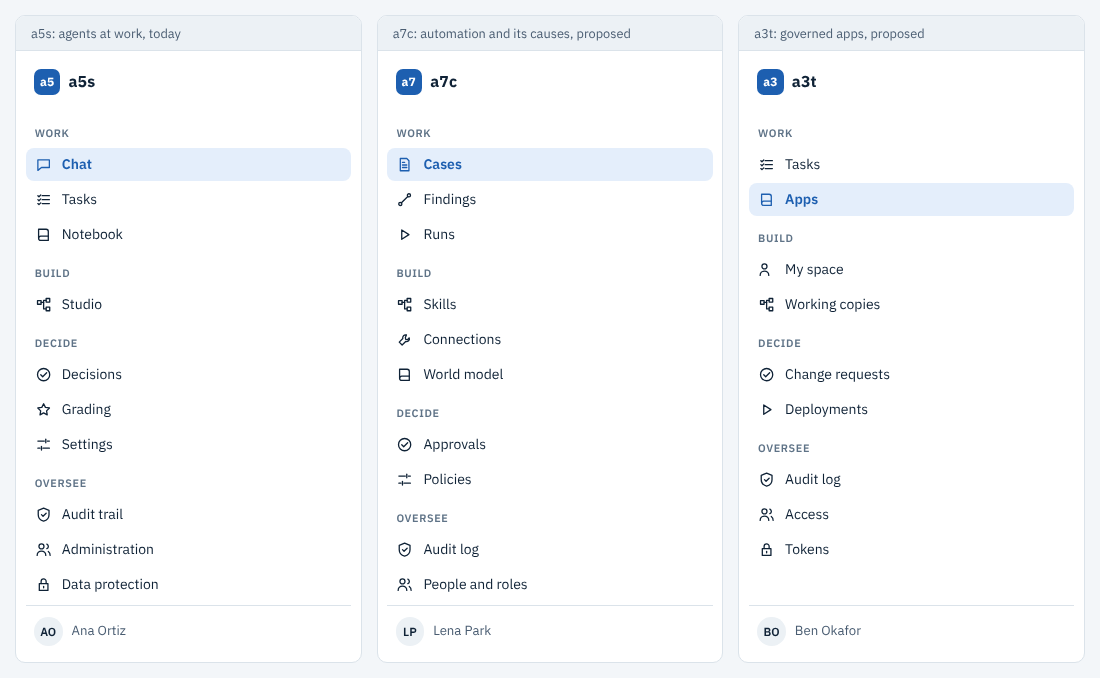 a5s: agents at work, today
a5 a5s
WORK
Chat
Tasks
Notebook
BUILD
Studio
DECIDE
Decisions
Grading
Settings
OVERSEE
Audit trail
Administration
Data protection
AO Ana Ortiz
a7c: automation and its causes, proposed
a7 a7c
WORK
Cases
Findings
Runs
BUILD
Skills
Connections
World model
DECIDE
Approvals
Policies
OVERSEE
Audit log
People and roles
LP Lena Park
a3t: governed apps, proposed
a3 a3t
WORK
Tasks
Apps
BUILD
My space
Working copies
DECIDE
Change requests
Deployments
OVERSEE
Audit log
Access
Tokens
BO Ben Okafor